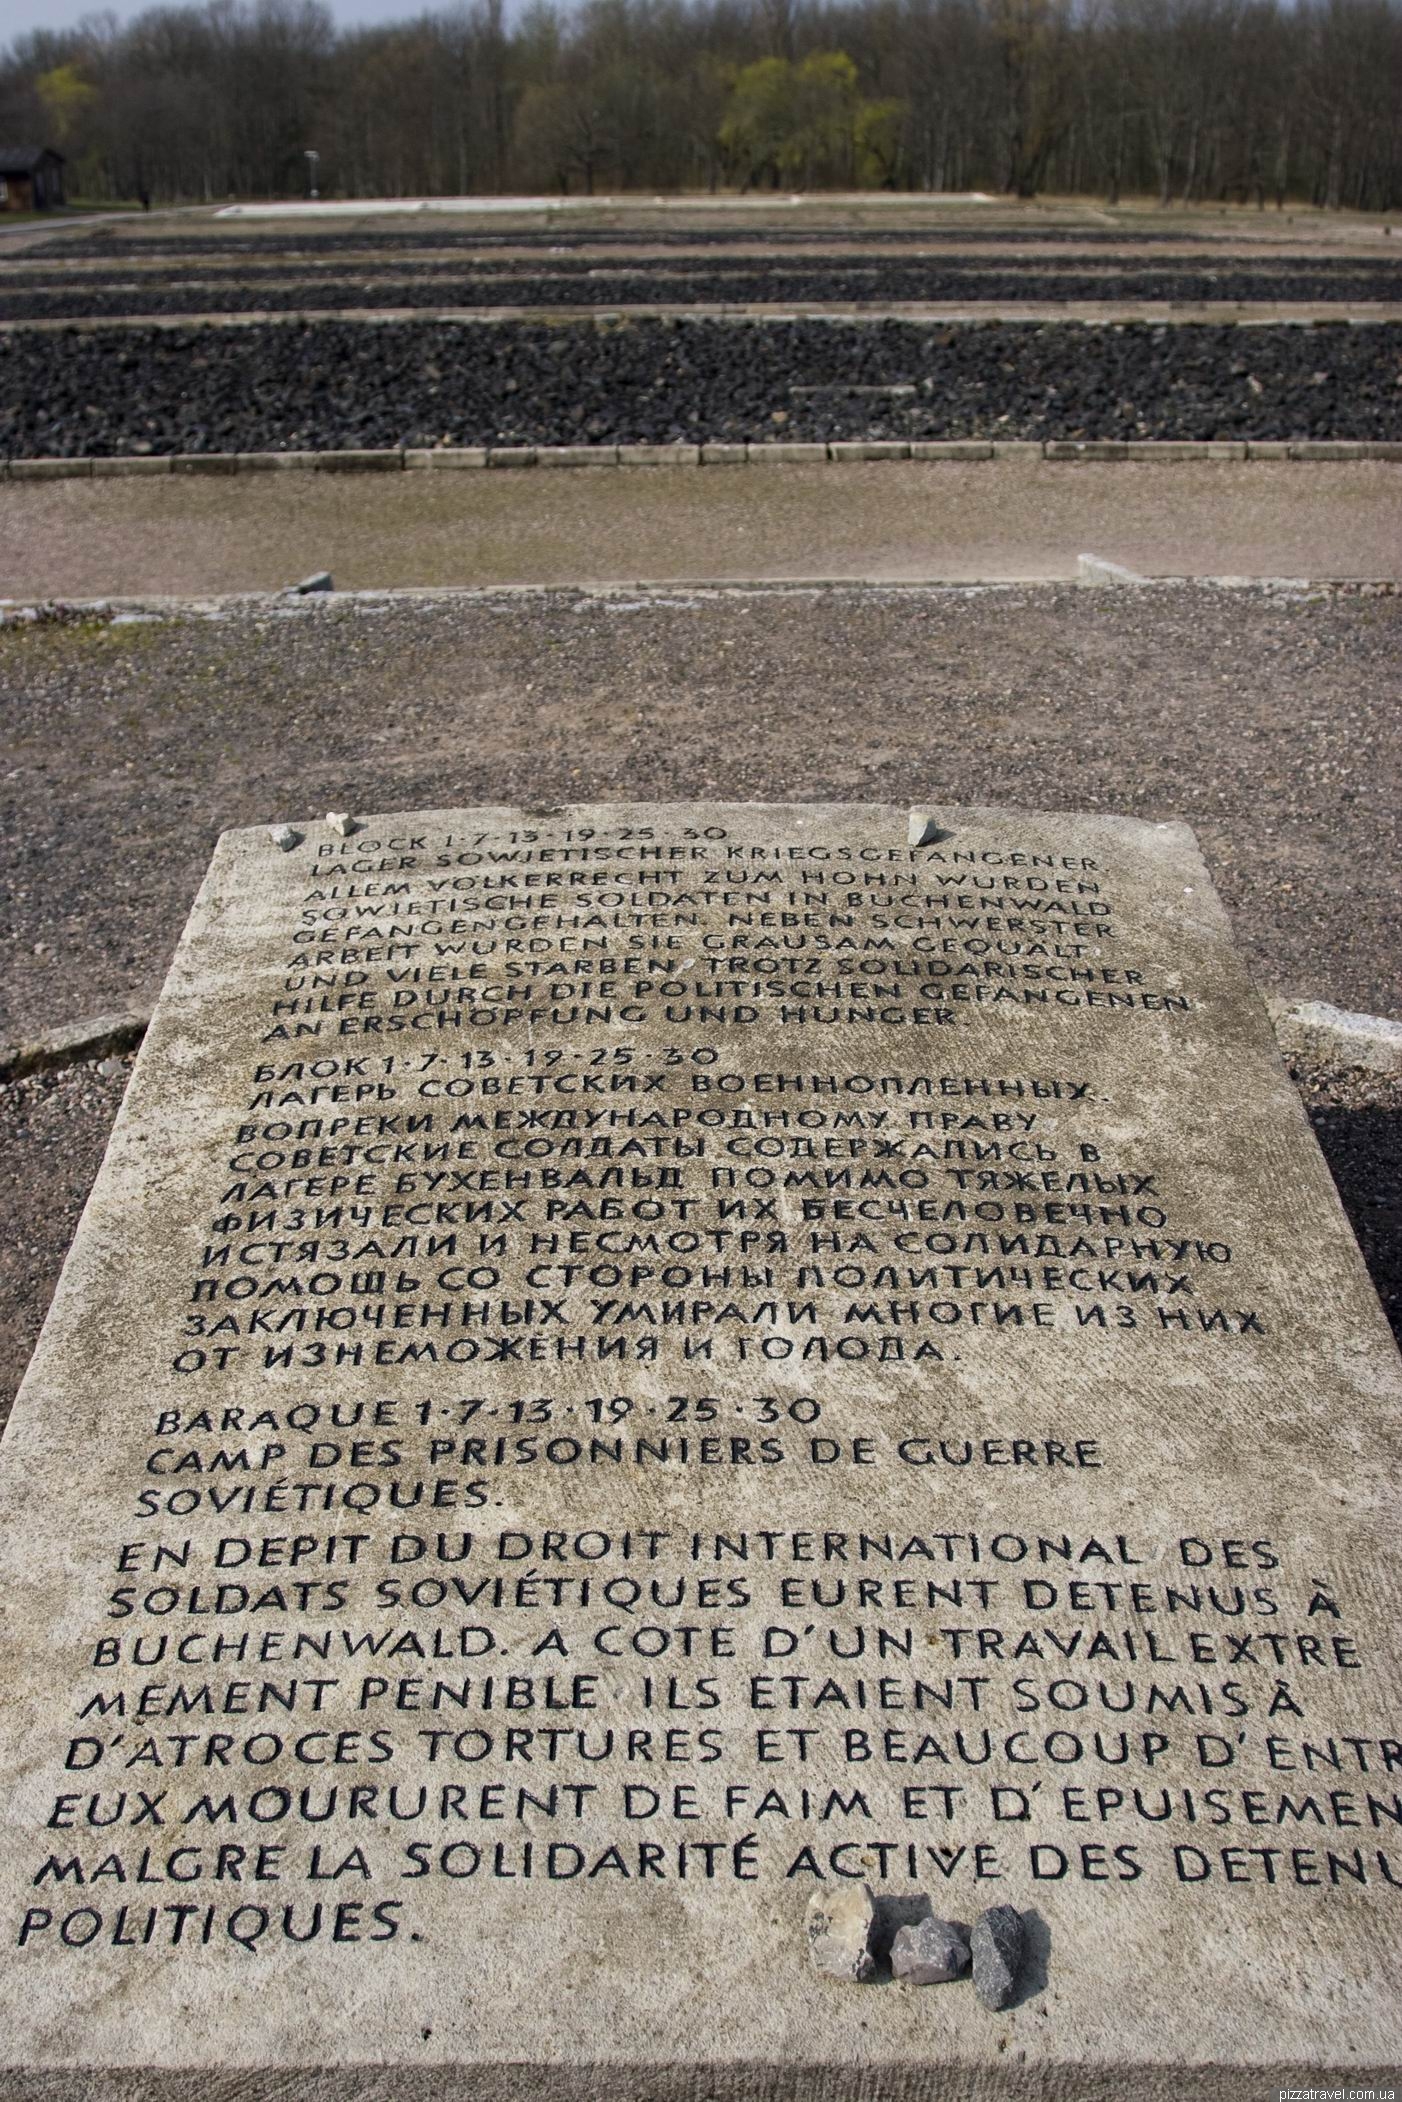 BLOCK 1·7·13·19·25·30
LAGER SOWJETISCHER KRIEGSGEFANGENER.
ALLEM VÖLKERRECHT ZUM HOHN WURDEN
SOWJETISCHE SOLDATEN IN BUCHENWALD
GEFANGENGEHALTEN. NEBEN SCHWERSTER
ARBEIT WURDEN SIE GRAUSAM GEQUÄLT
UND VIELE STARBEN, TROTZ SOLIDARISCHER
HILFE DURCH DIE POLITISCHEN GEFANGENEN
AN ERSCHÖPFUNG UND HUNGER.
БЛОК 1·7·13·19·25·30
ЛАГЕРЬ СОВЕТСКИХ ВОЕННОПЛЕННЫХ.
ВОПРЕКИ МЕЖДУНАРОДНОМУ ПРАВУ
СОВЕТСКИЕ СОЛДАТЫ СОДЕРЖАЛИСЬ В
ЛАГЕРЕ БУХЕНВАЛЬД ПОМИМО ТЯЖЕЛЫХ
ФИЗИЧЕСКИХ РАБОТ ИХ БЕСЧЕЛОВЕЧНО
ИСТЯЗАЛИ И НЕСМОТРЯ НА СОЛИДАРНУЮ
ПОМОЩЬ СО СТОРОНЫ ПОЛИТИЧЕСКИХ
ЗАКЛЮЧЕННЫХ УМИРАЛИ МНОГИЕ ИЗ НИХ
ОТ ИЗНЕМОЖЕНИЯ И ГОЛОДА.
BARAQUE 1·7·13·19·25·30
CAMP DES PRISONNIERS DE GUERRE
SOVIÉTIQUES.
EN DEPIT DU DROIT INTERNATIONAL DES
SOLDATS SOVIÉTIQUES EURENT DETENUS À
BUCHENWALD. A COTE D'UN TRAVAIL EXTRE
MEMENT PENIBLE ILS ETAIENT SOUMIS À
D'ATROCES TORTURES ET BEAUCOUP D'ENTR
EUX MOURURENT DE FAIM ET D'EPUISEMEN
MALGRE LA SOLIDARITÉ ACTIVE DES DETENU
POLITIQUES.
pizzatravel.com.ua